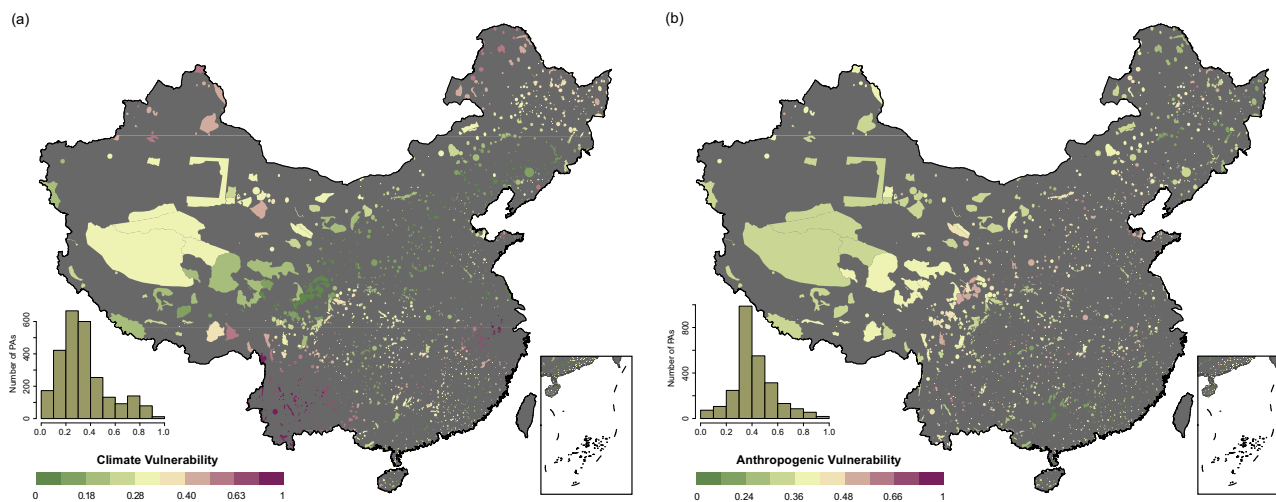 (a)
(b)
Number of PAs
600
400
200
0
0.0 0.2 0.4 0.6 0.8 1.0
Climate Vulnerability
0 0.18 0.28 0.40 0.63 1
Number of PAs
800
400
0
0.0 0.2 0.4 0.6 0.8 1.0
Anthropogenic Vulnerability
0 0.24 0.36 0.48 0.66 1